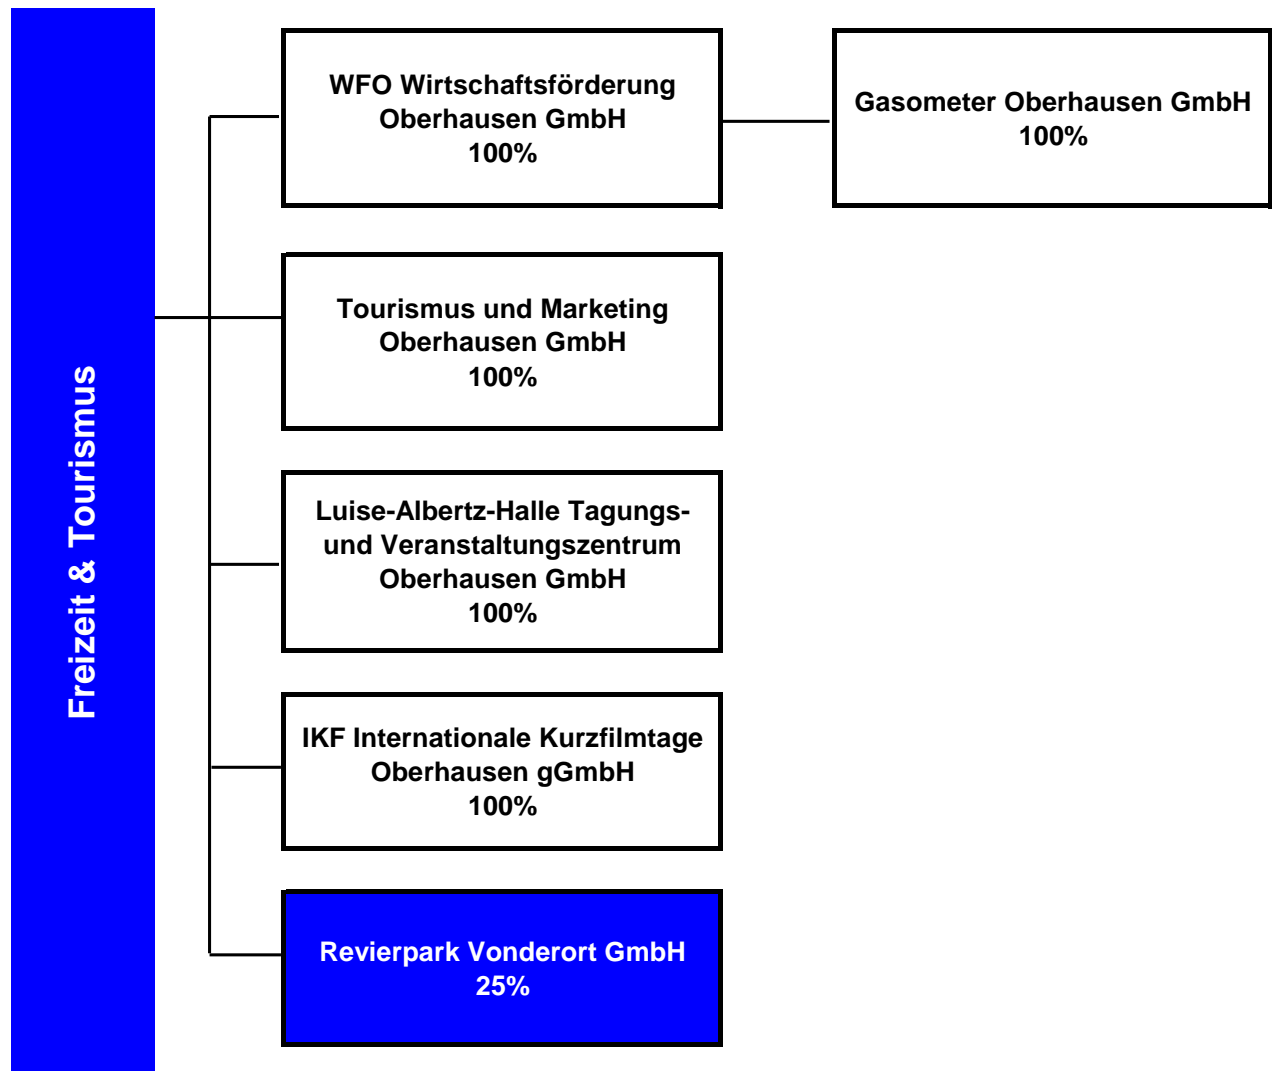 Freizeit & Tourismus
WFO Wirtschaftsförderung
Oberhausen GmbH
100%
Gasometer Oberhausen GmbH
100%
Tourismus und Marketing
Oberhausen GmbH
100%
Luise-Albertz-Halle Tagungs-
und Veranstaltungszentrum
Oberhausen GmbH
100%
IKF Internationale Kurzfilmtage
Oberhausen gGmbH
100%
Revierpark Vonderort GmbH
25%